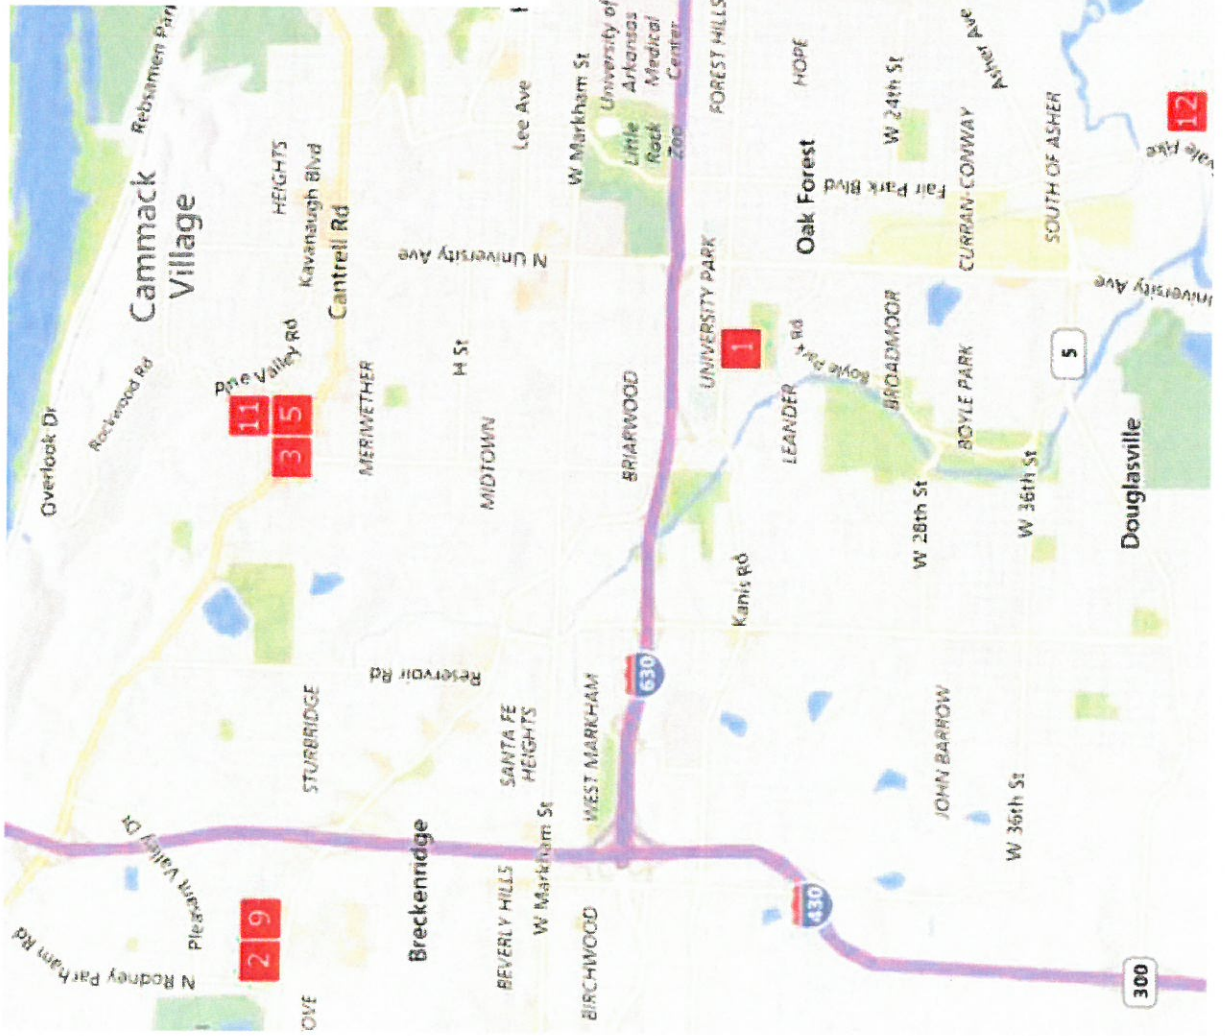 Rebsamen Park
Cammack
Village
HEIGHTS
Kavanaugh Blvd
Cantrell Rd
Lee Ave
W Markham St
University of
Arkansas
Medical
Center
Little
Rock
Zoo
FOREST HILLS
HOPE
W 24th St
Asher Ave
12
Overlook Dr
Rockwood Rd
Pine Valley Rd
11
3 5
MERIWETHER
H St
MIDTOWN
N University Ave
BRIARWOOD
UNIVERSITY PARK
1
Oak Forest
Fair Park Blvd
CURRAN-CONWAY
SOUTH OF ASHER
University Ave
Boyle Park Rd
LEANDER
BROADMOOR
BOYLE PARK
5
W 28th St
W 36th St
Douglasville
Kanis Rd
630
Reservoir Rd
STURBRIDGE
SANTA FE
HEIGHTS
WEST MARKHAM
JOHN BARROW
W 36th St
Pleasant Valley Dr
N Rodney Parham Rd
2 9
OVE
Breckenridge
BEVERLY HILLS
W Markham St
BIRCHWOOD
430
300